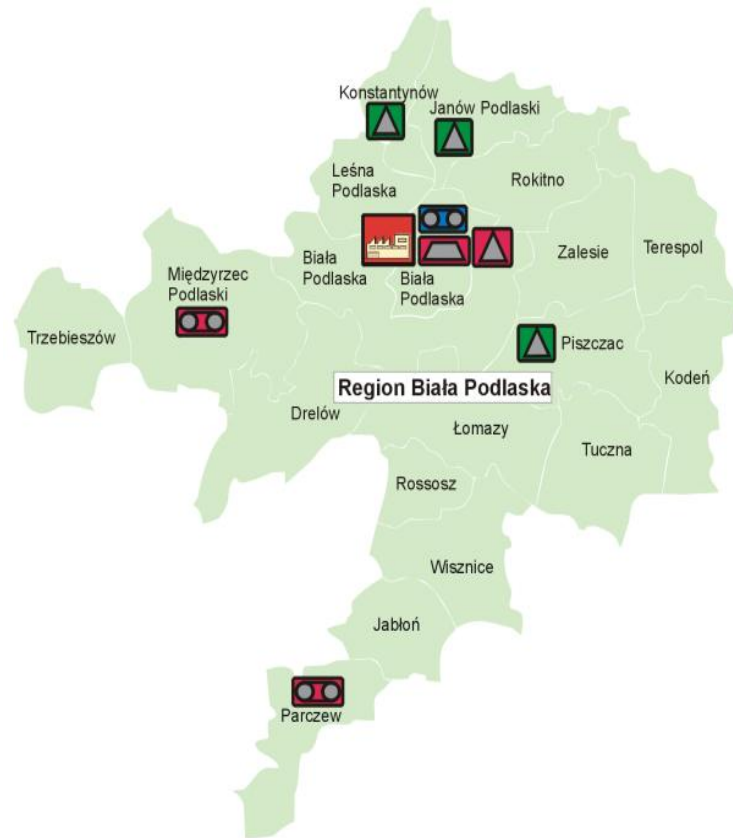 Konstantynów
Janów Podlaski
Leśna
Podlaska
Rokitno
Biała
Podlaska
Biała
Podlaska
Zalesie
Terespol
Międzyrzec
Podlaski
Trzebieszów
Piszczac
Kodeń
Region Biała Podlaska
Drelów
Łomazy
Tuczna
Rossosz
Wisznice
Jabłoń
Parczew